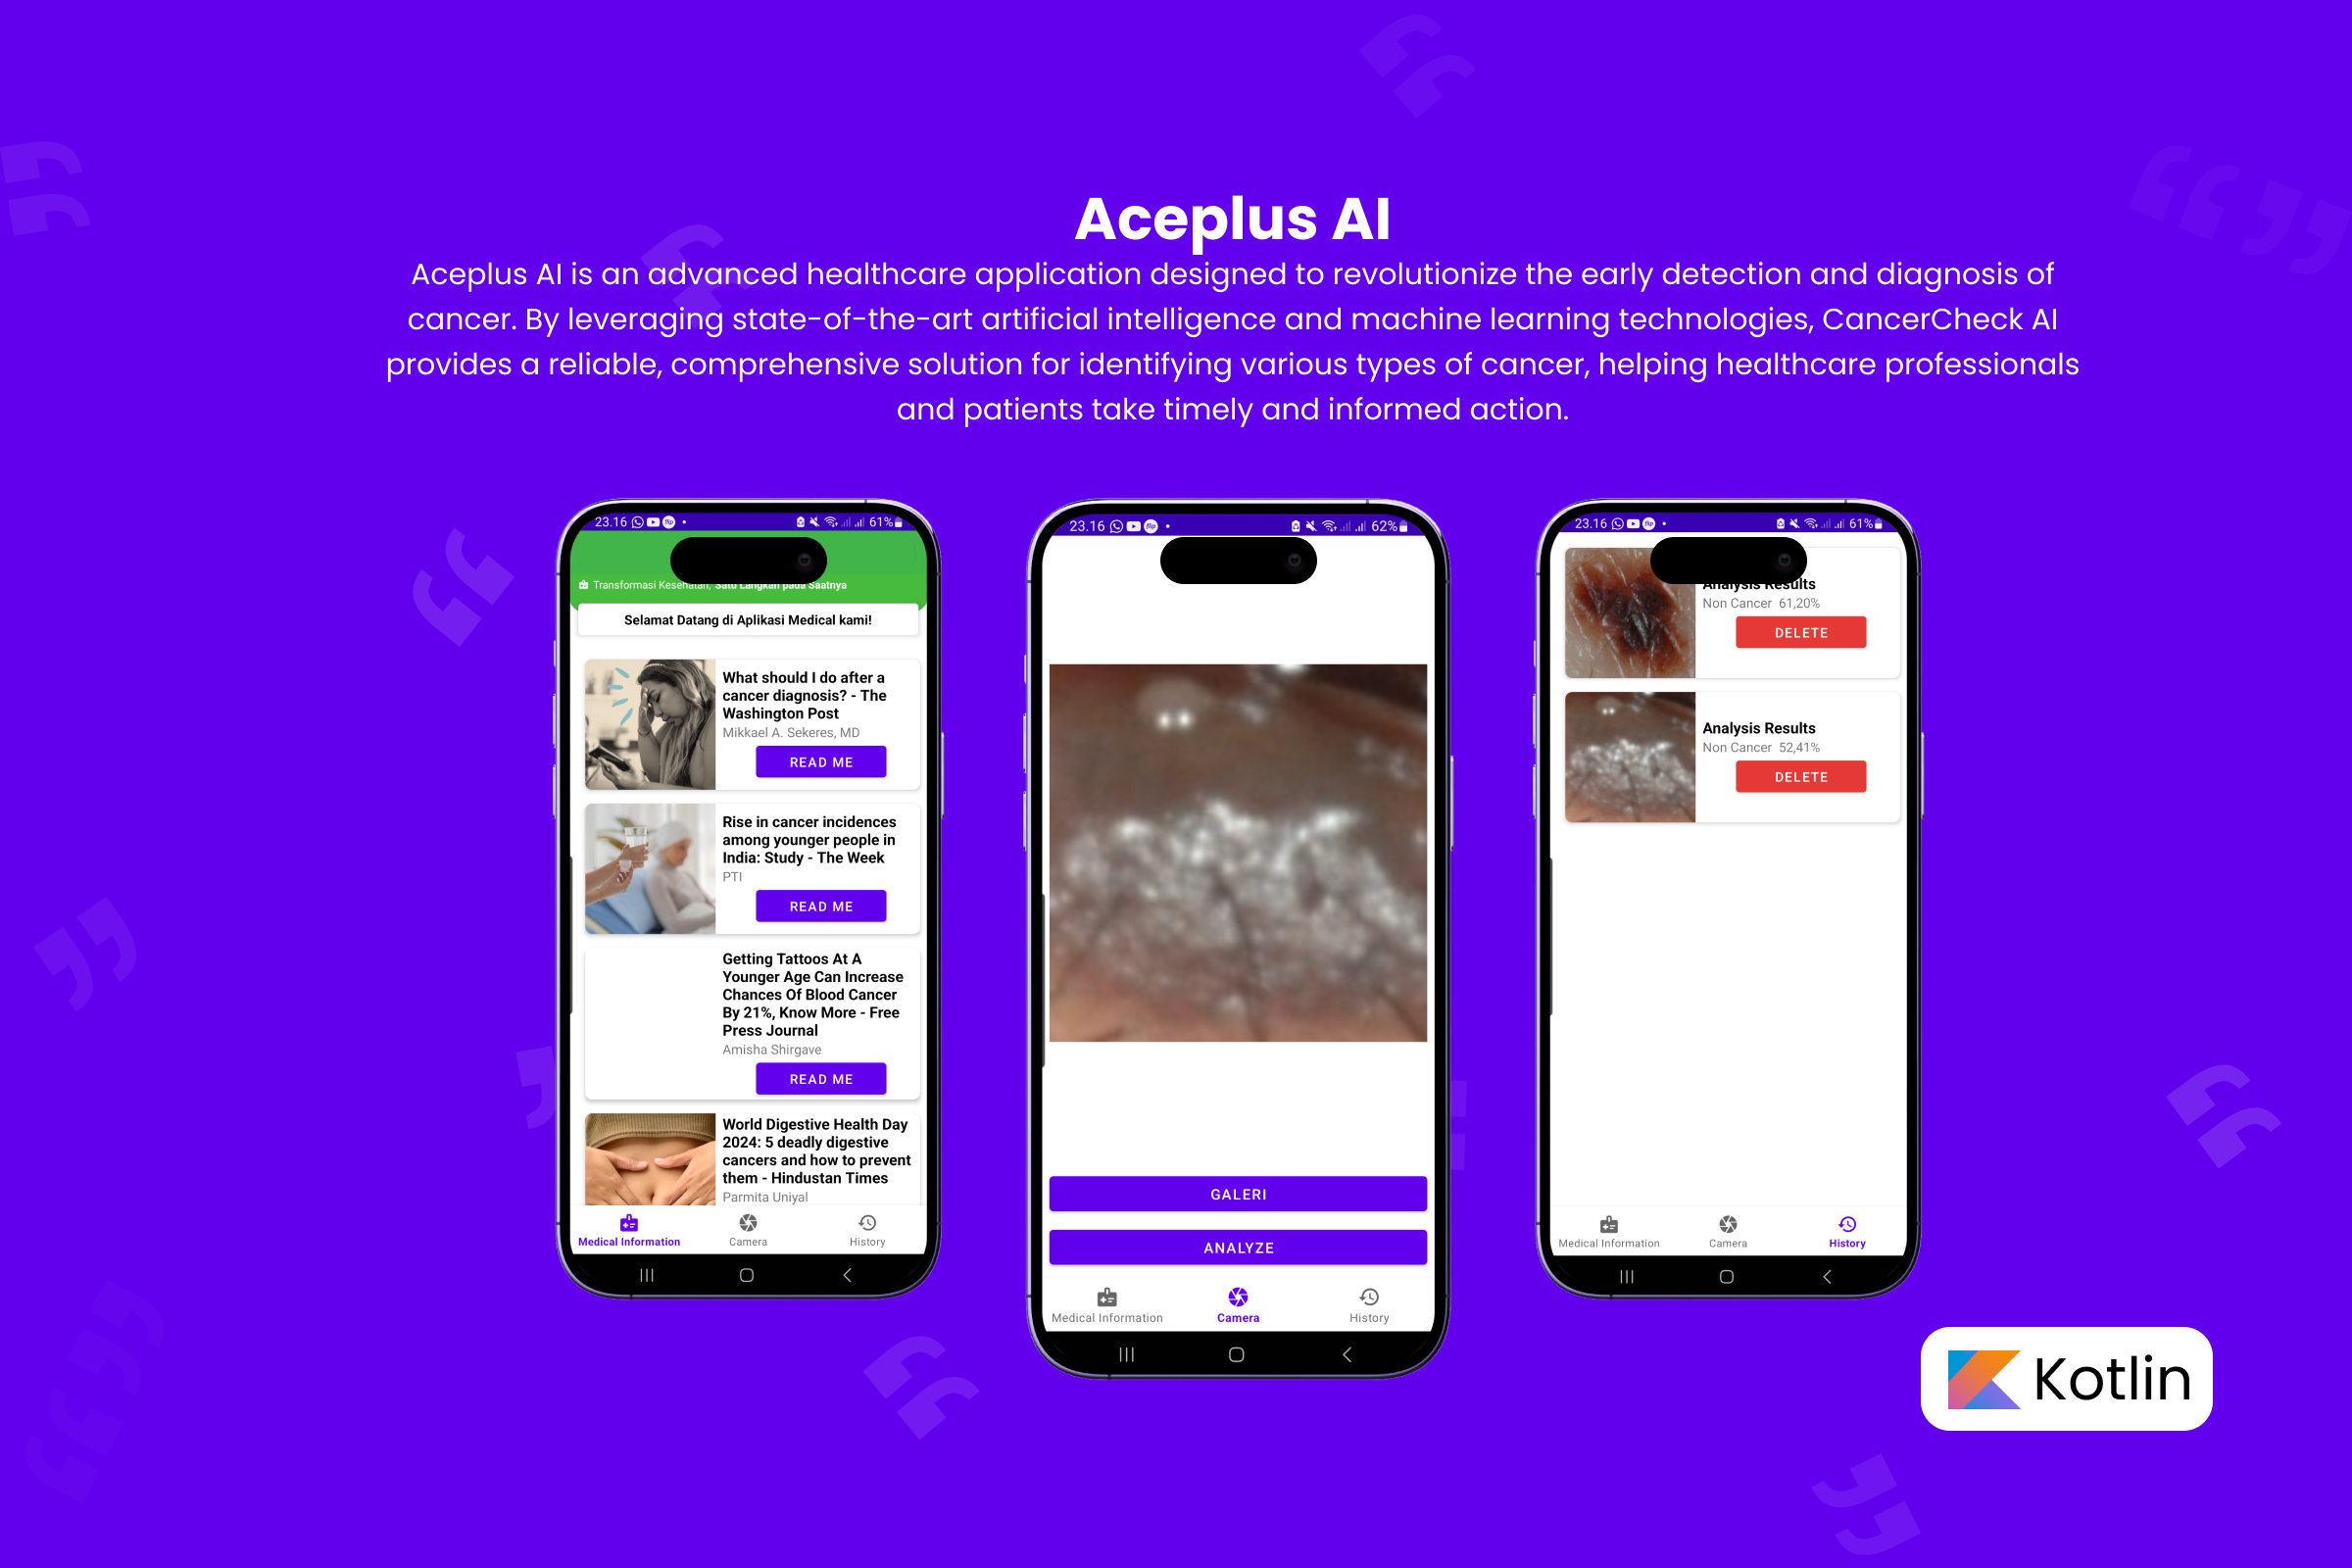 Aceplus AI
Aceplus AI is an advanced healthcare application designed to revolutionize the early detection and diagnosis of
cancer. By leveraging state-of-the-art artificial intelligence and machine learning technologies, CancerCheck AI
provides a reliable, comprehensive solution for identifying various types of cancer, helping healthcare professionals
and patients take timely and informed action.
23.16
61%
Transformasi Kesehatan, Satu Langkah pada Saatnya
Selamat Datang di Aplikasi Medical kami!
What should I do after a
cancer diagnosis? - The
Washington Post
Mikkael A. Sekeres, MD
READ ME
Rise in cancer incidences
among younger people in
India: Study - The Week
PTI
READ ME
Getting Tattoos At A
Younger Age Can Increase
Chances Of Blood Cancer
By 21%, Know More - Free
Press Journal
Amisha Shirgave
READ ME
World Digestive Health Day
2024: 5 deadly digestive
cancers and how to prevent
them - Hindustan Times
Parmita Uniyal
Medical Information
Camera
History
23.16
62%
GALERI
ANALYZE
Medical Information
Camera
History
23.16
61%
Analysis Results
Non Cancer 61,20%
DELETE
Analysis Results
Non Cancer 52,41%
DELETE
Medical Information
Camera
History
Kotlin